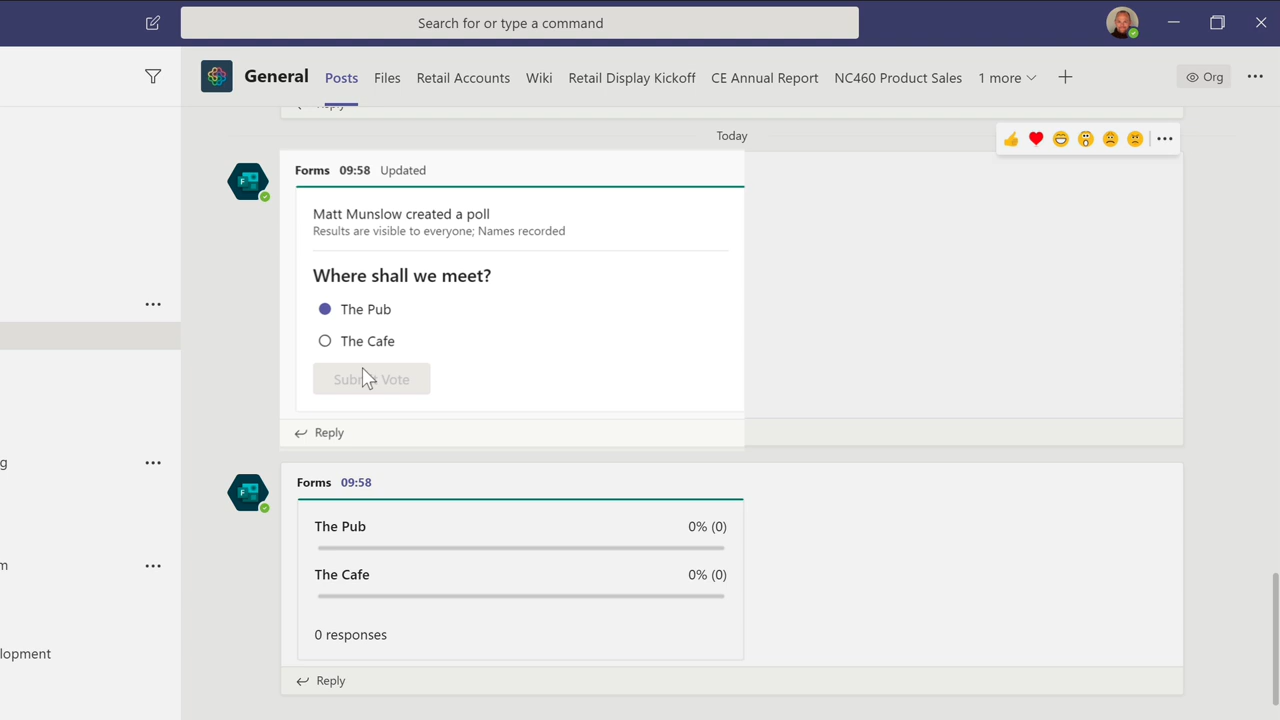 Search for or type a command
General Posts Files Retail Accounts Wiki Retail Display Kickoff CE Annual Report NC460 Product Sales 1 more Org
Reply
Today
Forms 09:58 Updated
Matt Munslow created a poll
Results are visible to everyone; Names recorded
Where shall we meet?
The Pub
The Cafe
Submit Vote
Reply
g
Forms 09:58
The Pub 0% (0)
m
The Cafe 0% (0)
0 responses
lopment
Reply